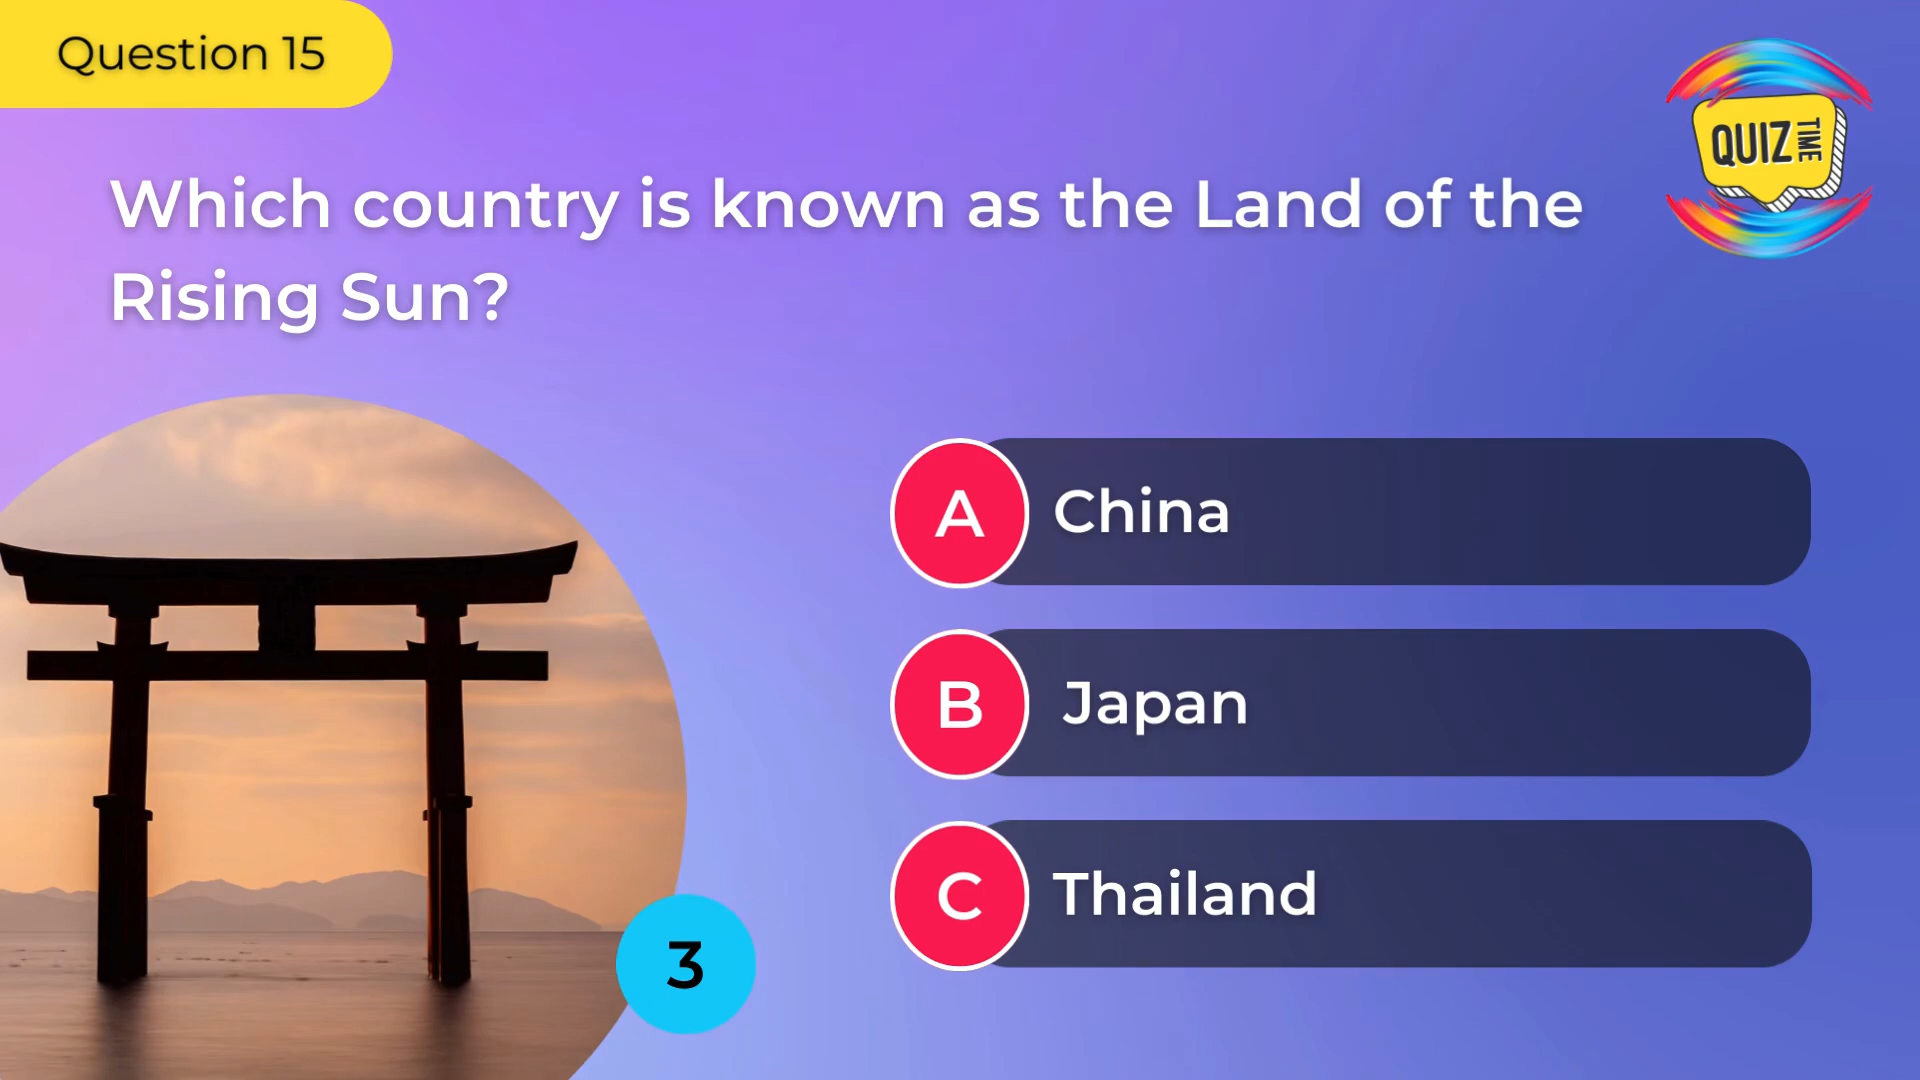 Question 15
QUIZ TIME
Which country is known as the Land of the
Rising Sun?
A China
B Japan
C Thailand
3